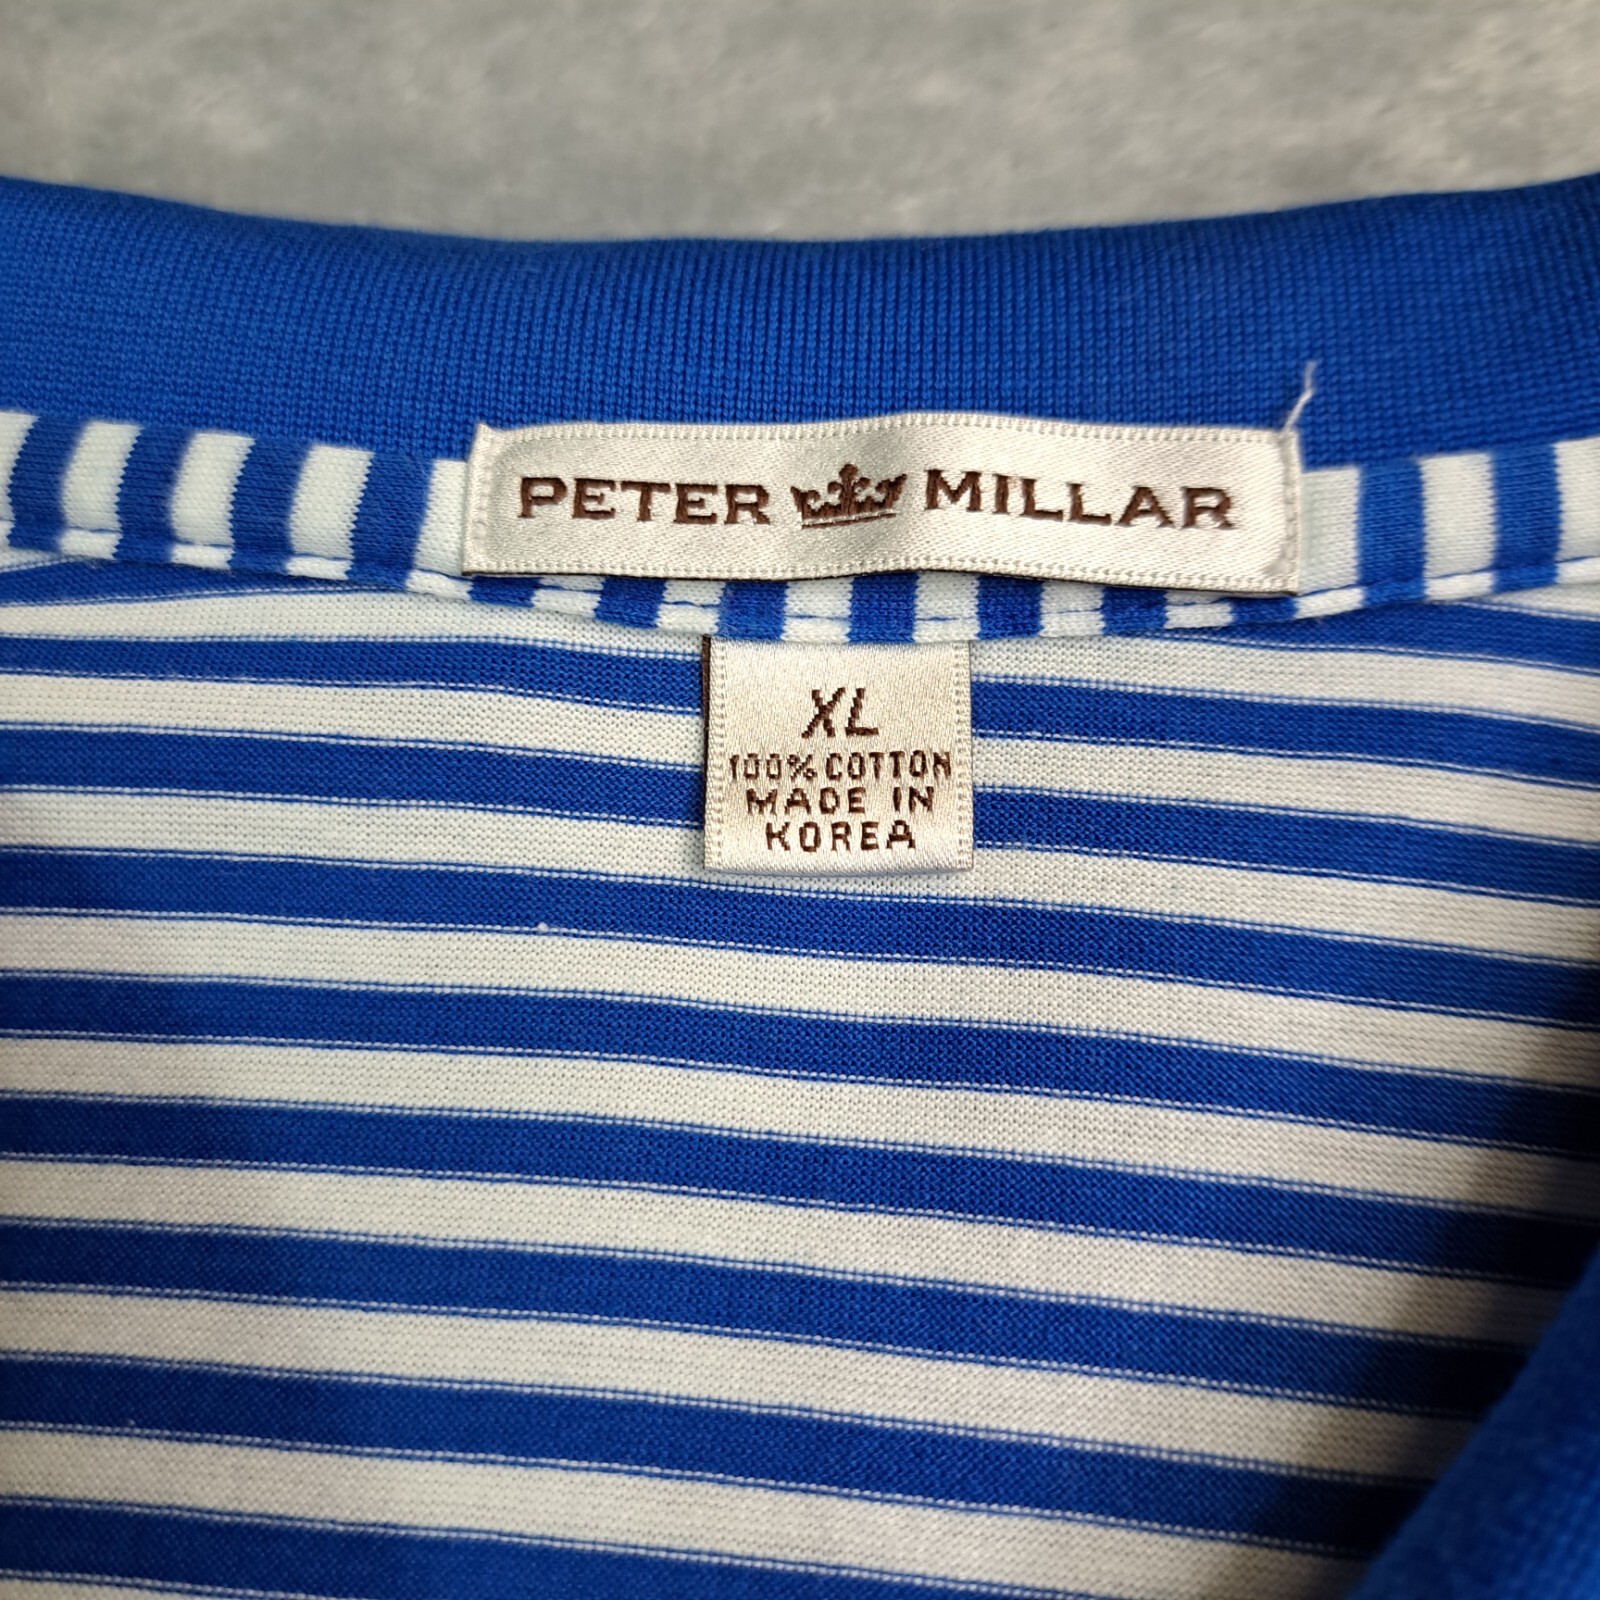 PETER MILLAR
XL
100% COTTON
MADE IN
KOREA